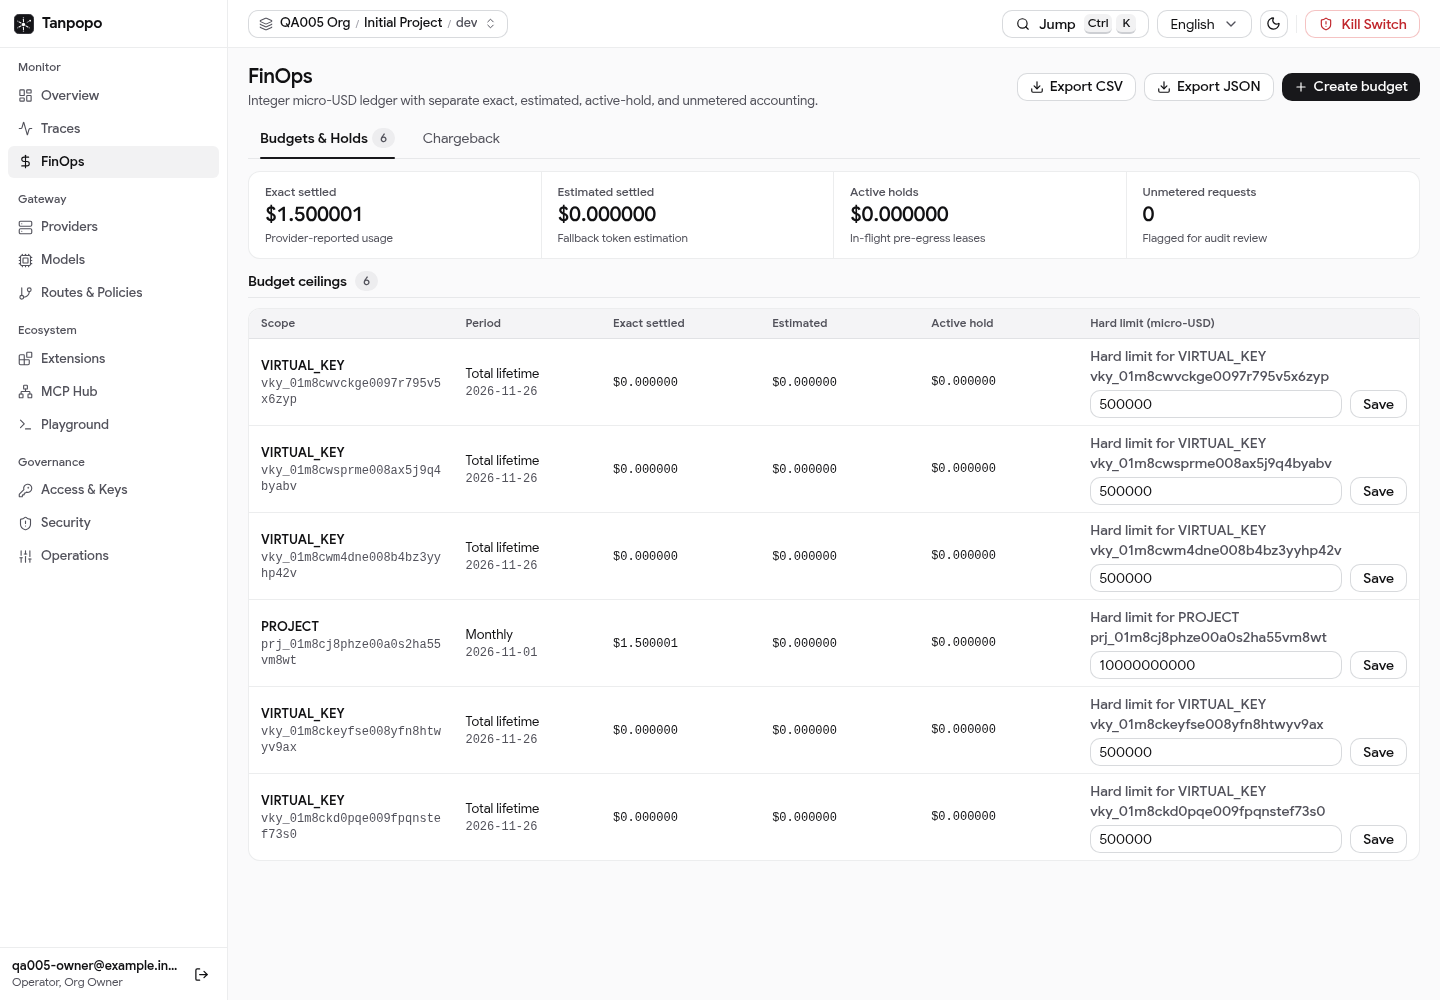 Tanpopo
QA005 Org / Initial Project / dev
Jump Ctrl K
English
Kill Switch
Monitor
Overview
Traces
FinOps
Gateway
Providers
Models
Routes & Policies
Ecosystem
Extensions
MCP Hub
Playground
Governance
Access & Keys
Security
Operations
qa005-owner@example.in...
Operator, Org Owner
FinOps
Integer micro-USD ledger with separate exact, estimated, active-hold, and unmetered accounting.
Export CSV
Export JSON
Create budget
Budgets & Holds 6
Chargeback
Exact settled
$1.500001
Provider-reported usage
Estimated settled
$0.000000
Fallback token estimation
Active holds
$0.000000
In-flight pre-egress leases
Unmetered requests
0
Flagged for audit review
Budget ceilings 6
Scope Period Exact settled Estimated Active hold Hard limit (micro-USD)
VIRTUAL_KEY
vky_01m8cwvckge0097r795v5
x6zyp
Total lifetime
2026-11-26
$0.000000
$0.000000
$0.000000
Hard limit for VIRTUAL_KEY
vky_01m8cwvckge0097r795v5x6zyp
500000
Save
VIRTUAL_KEY
vky_01m8cwsprme008ax5j9q4
byabv
Total lifetime
2026-11-26
$0.000000
$0.000000
$0.000000
Hard limit for VIRTUAL_KEY
vky_01m8cwsprme008ax5j9q4byabv
500000
Save
VIRTUAL_KEY
vky_01m8cwm4dne008b4bz3yy
hp42v
Total lifetime
2026-11-26
$0.000000
$0.000000
$0.000000
Hard limit for VIRTUAL_KEY
vky_01m8cwm4dne008b4bz3yyhp42v
500000
Save
PROJECT
prj_01m8cj8phze00a0s2ha55
vm8wt
Monthly
2026-11-01
$1.500001
$0.000000
$0.000000
Hard limit for PROJECT
prj_01m8cj8phze00a0s2ha55vm8wt
10000000000
Save
VIRTUAL_KEY
vky_01m8ckeyfse008yfn8htw
yv9ax
Total lifetime
2026-11-26
$0.000000
$0.000000
$0.000000
Hard limit for VIRTUAL_KEY
vky_01m8ckeyfse008yfn8htwyv9ax
500000
Save
VIRTUAL_KEY
vky_01m8ckd0pqe009fpqnste
f73s0
Total lifetime
2026-11-26
$0.000000
$0.000000
$0.000000
Hard limit for VIRTUAL_KEY
vky_01m8ckd0pqe009fpqnstef73s0
500000
Save